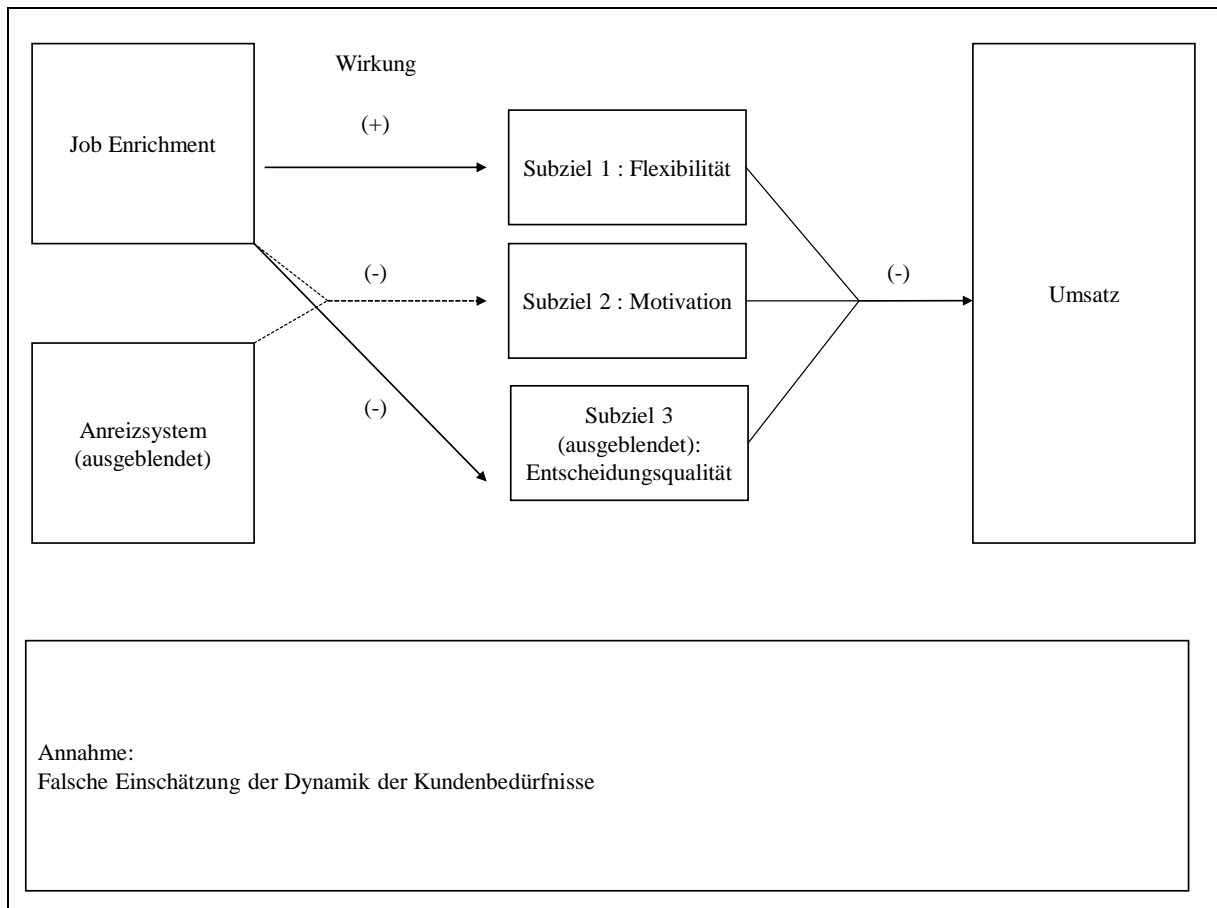 Wirkung
Job Enrichment
(+)
Subziel 1 : Flexibilität
(-)
Subziel 2 : Motivation
(-)
Umsatz
Anreizsystem
(ausgeblendet)
(-)
Subziel 3
(ausgeblendet):
Entscheidungsqualität
Annahme:
Falsche Einschätzung der Dynamik der Kundenbedürfnisse